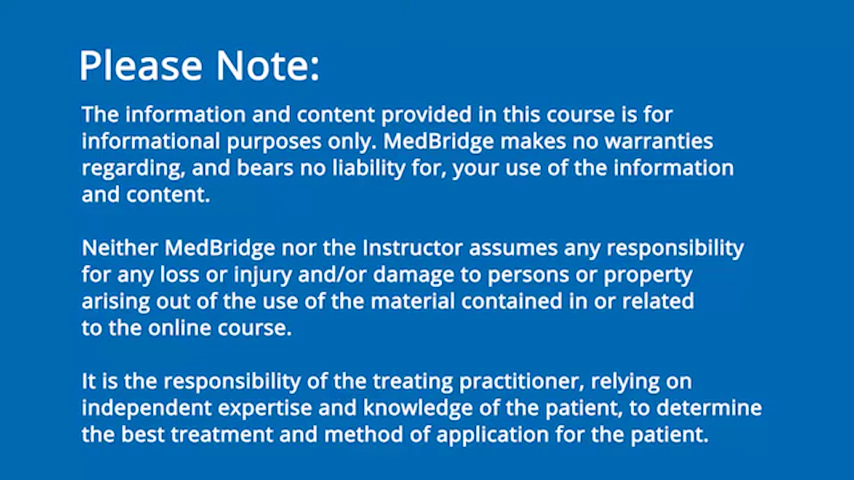 Please Note:
The information and content provided in this course is for
informational purposes only. MedBridge makes no warranties
regarding, and bears no liability for, your use of the information
and content.
Neither MedBridge nor the Instructor assumes any responsibility
for any loss or injury and/or damage to persons or property
arising out of the use of the material contained in or related
to the online course.
It is the responsibility of the treating practitioner, relying on
independent expertise and knowledge of the patient, to determine
the best treatment and method of application for the patient.